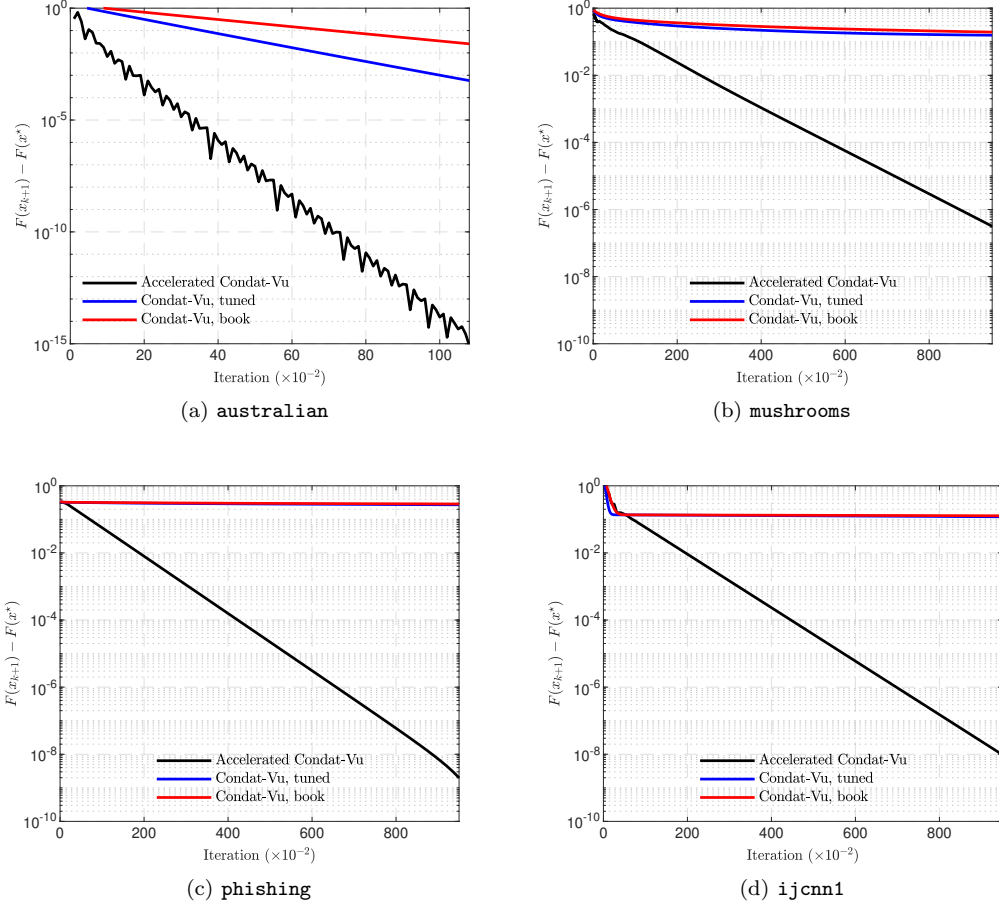 10^0
10^-5
10^-10
10^-15
F(x_{k+1}) − F(x^⋆)
Accelerated Condat-Vu
Condat-Vu, tuned
Condat-Vu, book
0 20 40 60 80 100
Iteration (×10^-2)
(a) australian
10^0
10^-2
10^-4
10^-6
10^-8
10^-10
F(x_{k+1}) − F(x^⋆)
Accelerated Condat-Vu
Condat-Vu, tuned
Condat-Vu, book
0 200 400 600 800
Iteration (×10^-2)
(b) mushrooms
10^0
10^-2
10^-4
10^-6
10^-8
10^-10
F(x_{k+1}) − F(x^⋆)
Accelerated Condat-Vu
Condat-Vu, tuned
Condat-Vu, book
0 200 400 600 800
Iteration (×10^-2)
(c) phishing
10^0
10^-2
10^-4
10^-6
10^-8
10^-10
F(x_{k+1}) − F(x^⋆)
Accelerated Condat-Vu
Condat-Vu, tuned
Condat-Vu, book
0 200 400 600 800
Iteration (×10^-2)
(d) ijcnn1